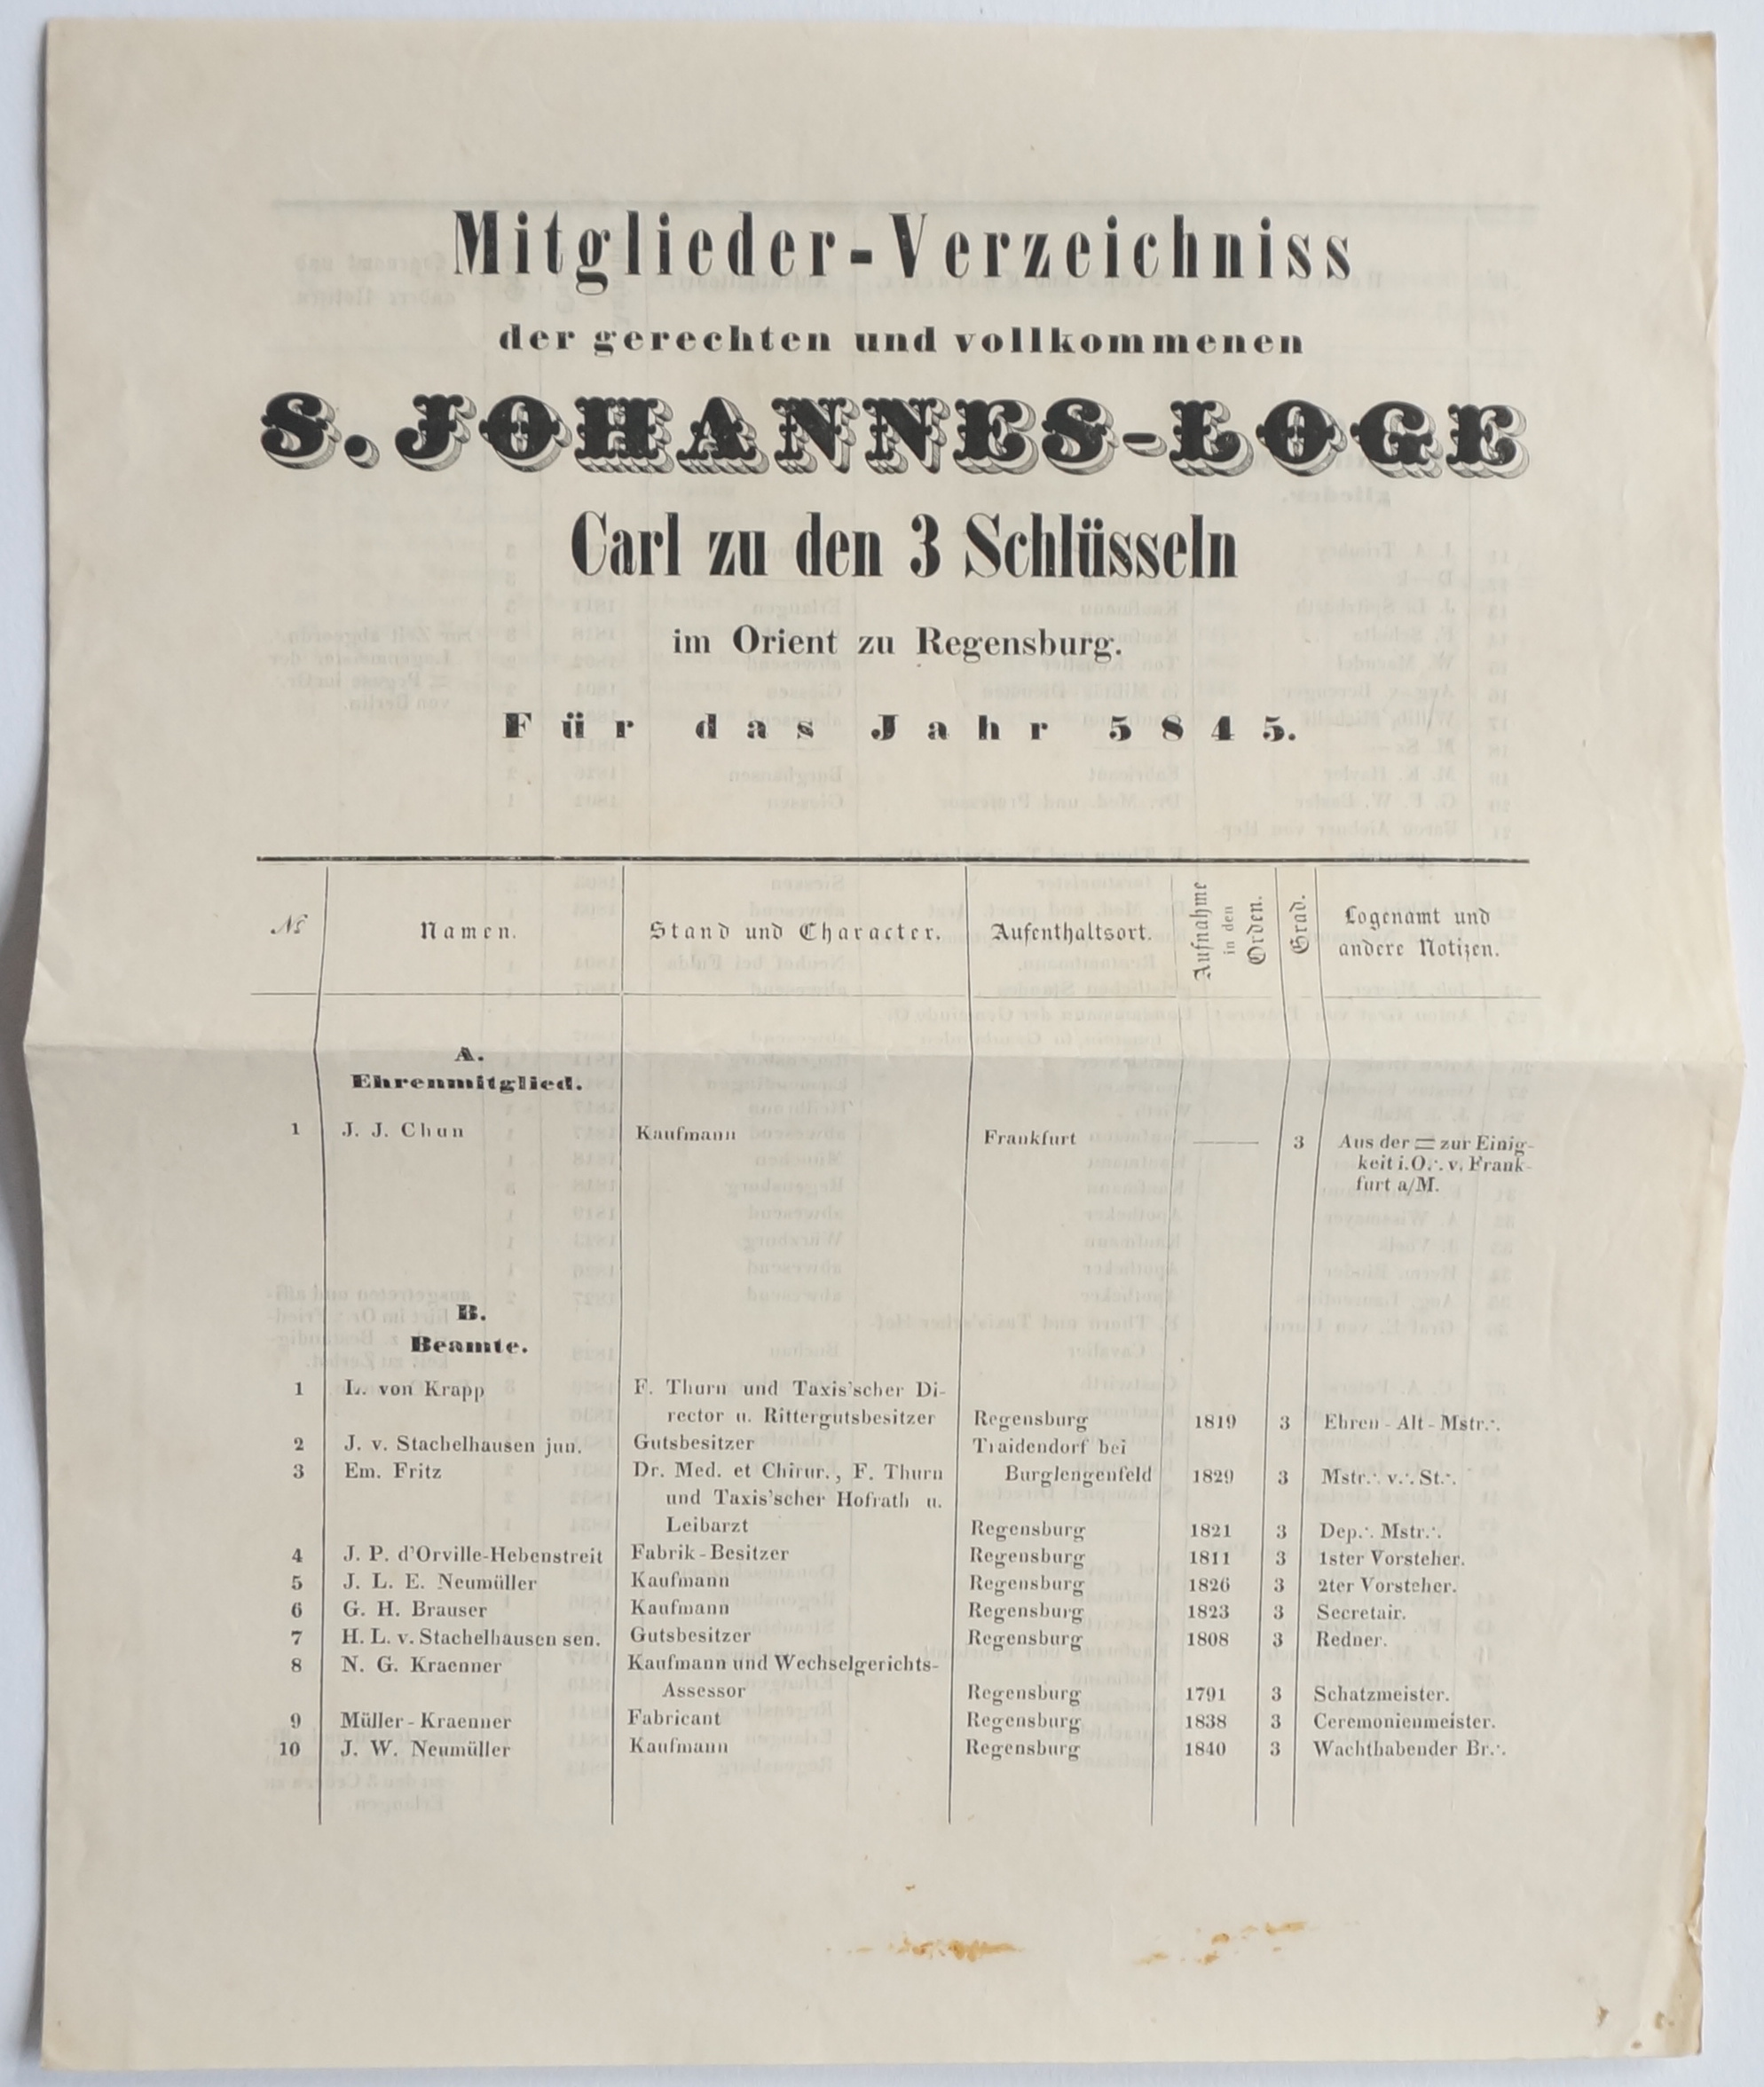 Mitglieder-Verzeichniss
der gerechten und vollkommenen
S. JOHANNES-LOGE
Carl zu den 3 Schlüsseln
im Orient zu Regensburg.
Für das Jahr 5845.
№ Namen. Stand und Character. Aufenthaltsort. Aufnahme in den Orden. Grad. Logenamt und
andere Notizen.
A.
Ehrenmitglied.
1 J. J. Chun Kaufmann Frankfurt —— 3 Aus der = zur Einig-
keit i. O.·. v. Frank-
furt a/M.
B.
Beamte.
1 L. von Krapp F. Thurn und Taxis'scher Di-
rector u. Rittergutsbesitzer Regensburg 1819 3 Ehren-Alt-Mstr.·.
2 J. v. Stachelhausen jun. Gutsbesitzer Traidendorf bei
Burglengenfeld 1829 3 Mstr.·. v.·. St.·.
3 Em. Fritz Dr. Med. et Chirur., F. Thurn
und Taxis'scher Hofrath u.
Leibarzt Regensburg 1821 3 Dep.·. Mstr.·.
4 J. P. d'Orville-Hebenstreit Fabrik-Besitzer Regensburg 1811 3 1ster Vorsteher.
5 J. L. E. Neumüller Kaufmann Regensburg 1826 3 2ter Vorsteher.
6 G. H. Brauser Kaufmann Regensburg 1823 3 Secretair.
7 H. L. v. Stachelhausen sen. Gutsbesitzer Regensburg 1808 3 Redner.
8 N. G. Kraenner Kaufmann und Wechselgerichts-
Assessor Regensburg 1791 3 Schatzmeister.
9 Müller-Kraenner Fabricant Regensburg 1838 3 Ceremonienmeister.
10 J. W. Neumüller Kaufmann Regensburg 1840 3 Wachthabender Br.·.